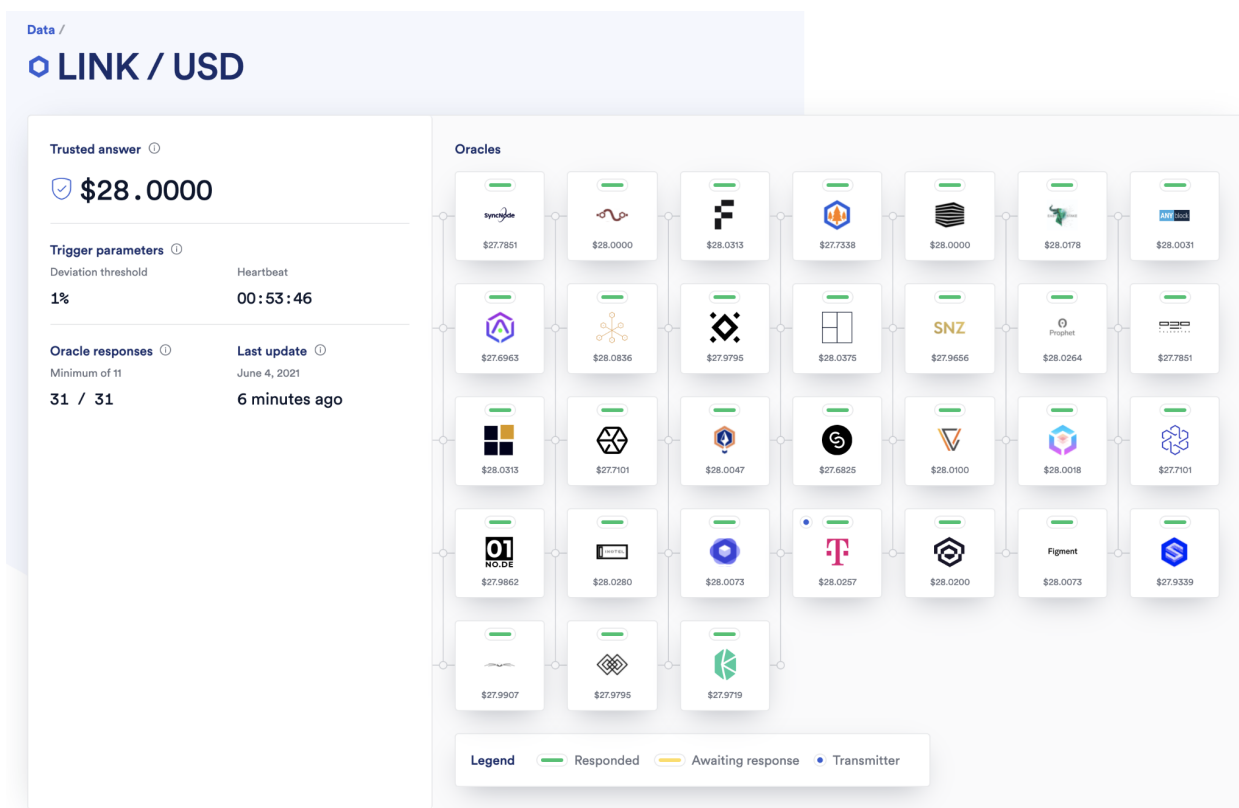 Data /
LINK / USD
Trusted answer
$28.0000
Trigger parameters
Deviation threshold
Heartbeat
1%
00:53:46
Oracle responses
Last update
Minimum of 11
June 4, 2021
31 / 31
6 minutes ago
Oracles
SyncNode
ANY block
$27.7851
$28.0000
$28.0313
$27.7338
$28.0000
$28.0178
$28.0031
SNZ
Prophet
$27.6963
$28.0836
$27.9795
$28.0375
$27.9656
$28.0264
$27.7851
$28.0313
$27.7101
$28.0047
$27.6825
$28.0100
$28.0018
$27.7101
01
NO.DE
INOTEL
T
Figment
$27.9862
$28.0280
$28.0073
$28.0257
$28.0200
$28.0073
$27.9339
$27.9907
$27.9795
$27.9719
Legend
Responded
Awaiting response
Transmitter